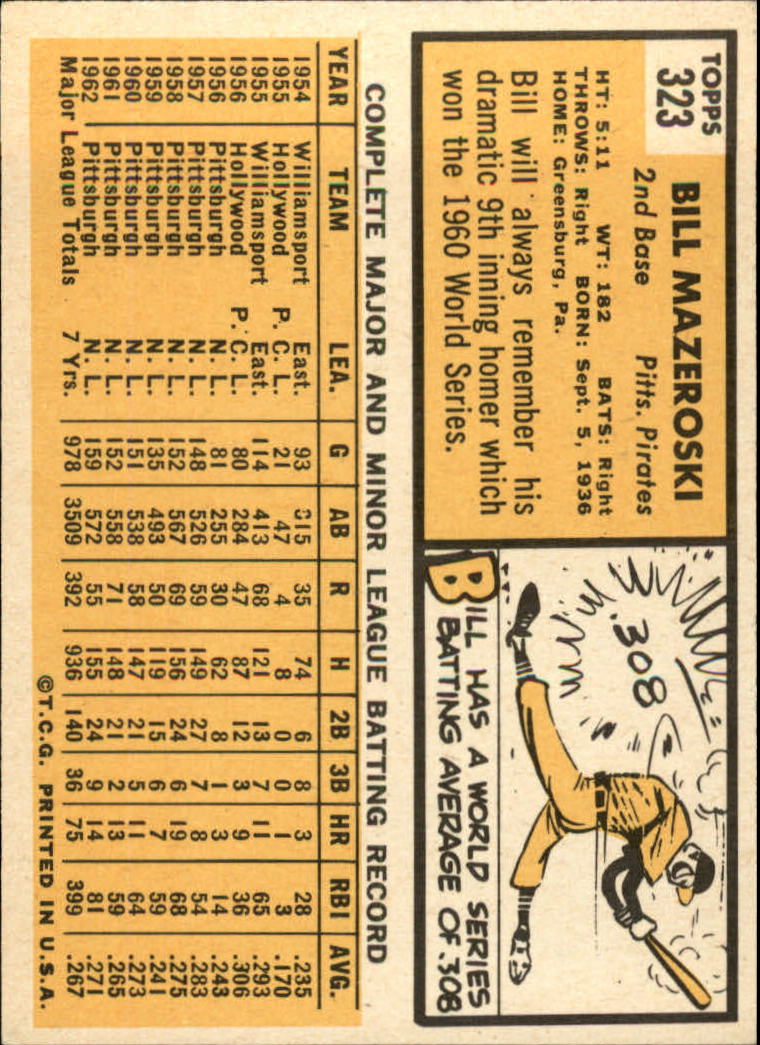 TOPPS
323
BILL MAZEROSKI
2nd Base Pitts. Pirates
HT: 5:11 WT: 182 BATS: Right
THROWS: Right BORN: Sept. 5, 1936
HOME: Greensburg, Pa.
Bill will always remember his
dramatic 9th inning homer which
won the 1960 World Series.
.308
BILL HAS A WORLD SERIES
BATTING AVERAGE OF .308
COMPLETE MAJOR AND MINOR LEAGUE BATTING RECORD
YEAR TEAM LEA. G AB R H 2B 3B HR RBI AVG.
1954 Williamsport East. 93 315 35 74 6 8 3 28 .235
1955 Hollywood P. C. L. 21 47 4 8 0 0 1 3 .170
1955 Williamsport East. 114 413 68 121 13 7 11 65 .293
1956 Hollywood P. C. L. 80 284 47 87 12 3 9 36 .306
1956 Pittsburgh N. L. 81 255 30 62 8 1 3 14 .243
1957 Pittsburgh N. L. 148 526 59 149 27 7 8 54 .283
1958 Pittsburgh N. L. 152 567 69 156 24 6 19 68 .275
1959 Pittsburgh N. L. 135 493 50 119 15 6 7 59 .241
1960 Pittsburgh N. L. 151 538 58 147 21 5 11 64 .273
1961 Pittsburgh N. L. 152 558 71 148 21 2 13 59 .265
1962 Pittsburgh N. L. 159 572 55 155 24 9 14 81 .271
Major League Totals 7 Yrs. 978 3509 392 936 140 36 75 399 .267
©T.C.G. PRINTED IN U.S.A.